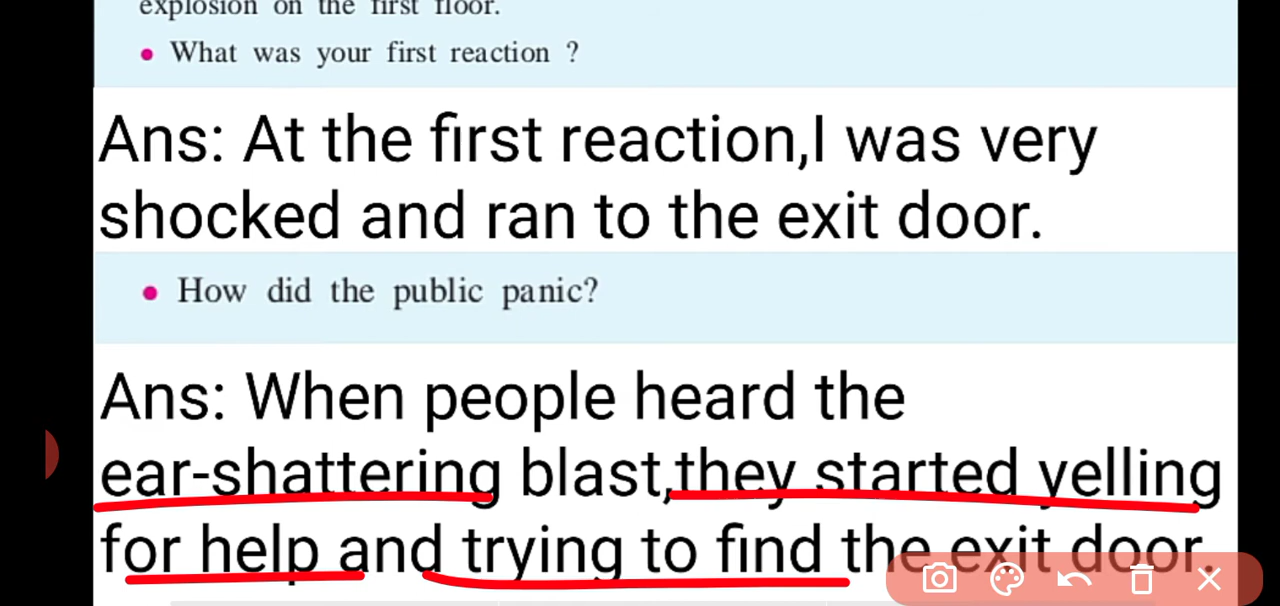 explosion on the first floor.
• What was your first reaction ?
Ans: At the first reaction,I was very
shocked and ran to the exit door.
• How did the public panic?
Ans: When people heard the
ear-shattering blast,they started yelling
for help and trying to find the exit door.